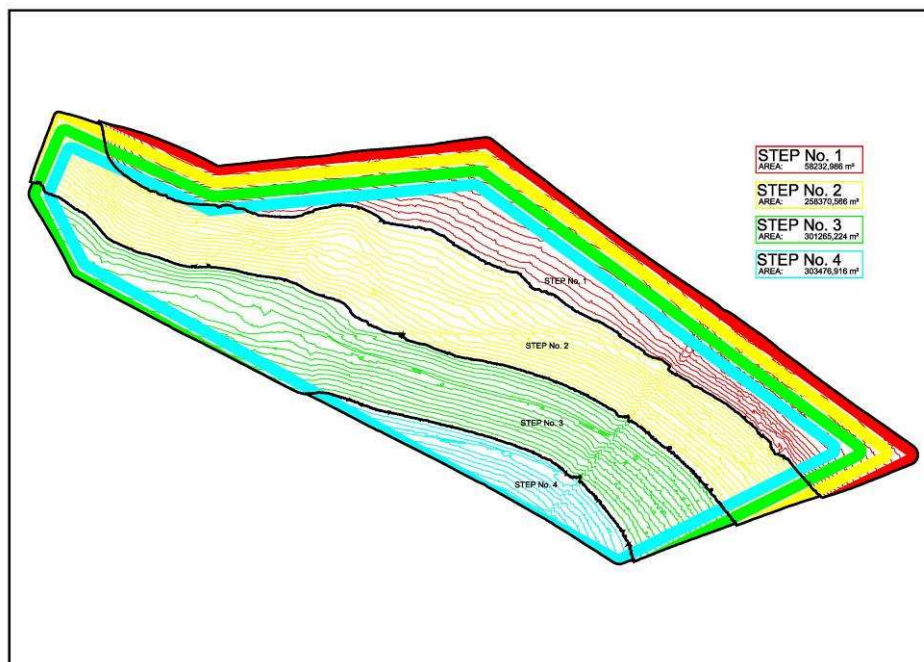 STEP No. 1
AREA: 58232,986 m²
STEP No. 2
AREA: 258370,566 m²
STEP No. 3
AREA: 301265,224 m²
STEP No. 4
AREA: 303476,916 m²
STEP No. 1
STEP No. 2
STEP No. 3
STEP No. 4